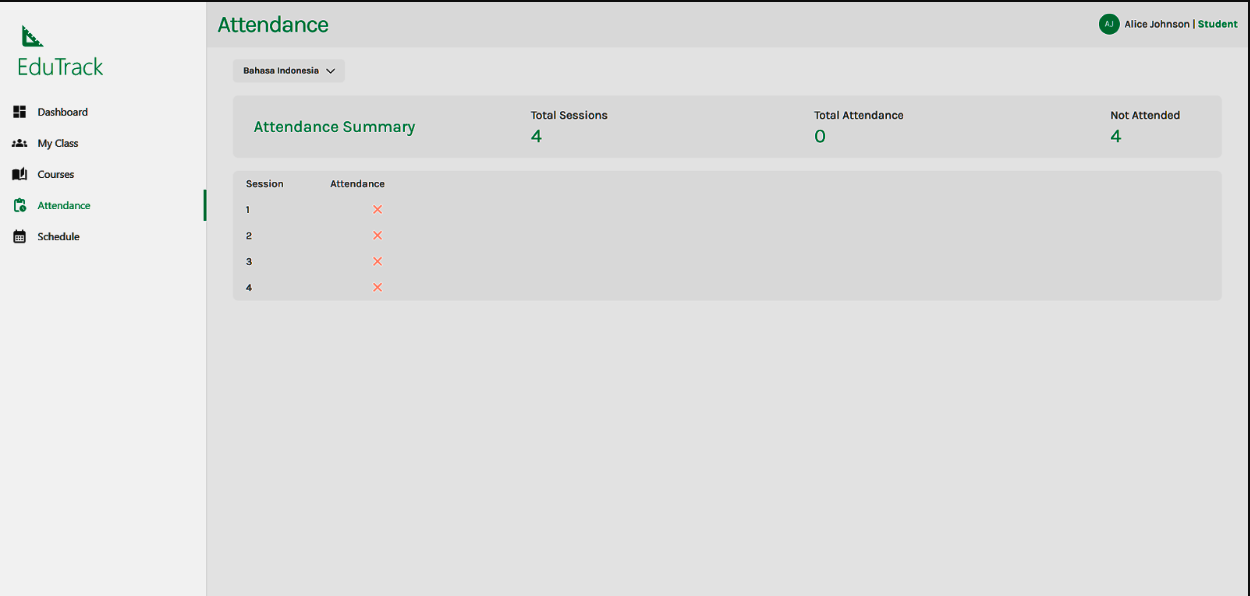 EduTrack
Dashboard
My Class
Courses
Attendance
Schedule
Attendance
AJ Alice Johnson | Student
Bahasa Indonesia
Attendance Summary
Total Sessions
4
Total Attendance
0
Not Attended
4
Session Attendance
1
2
3
4